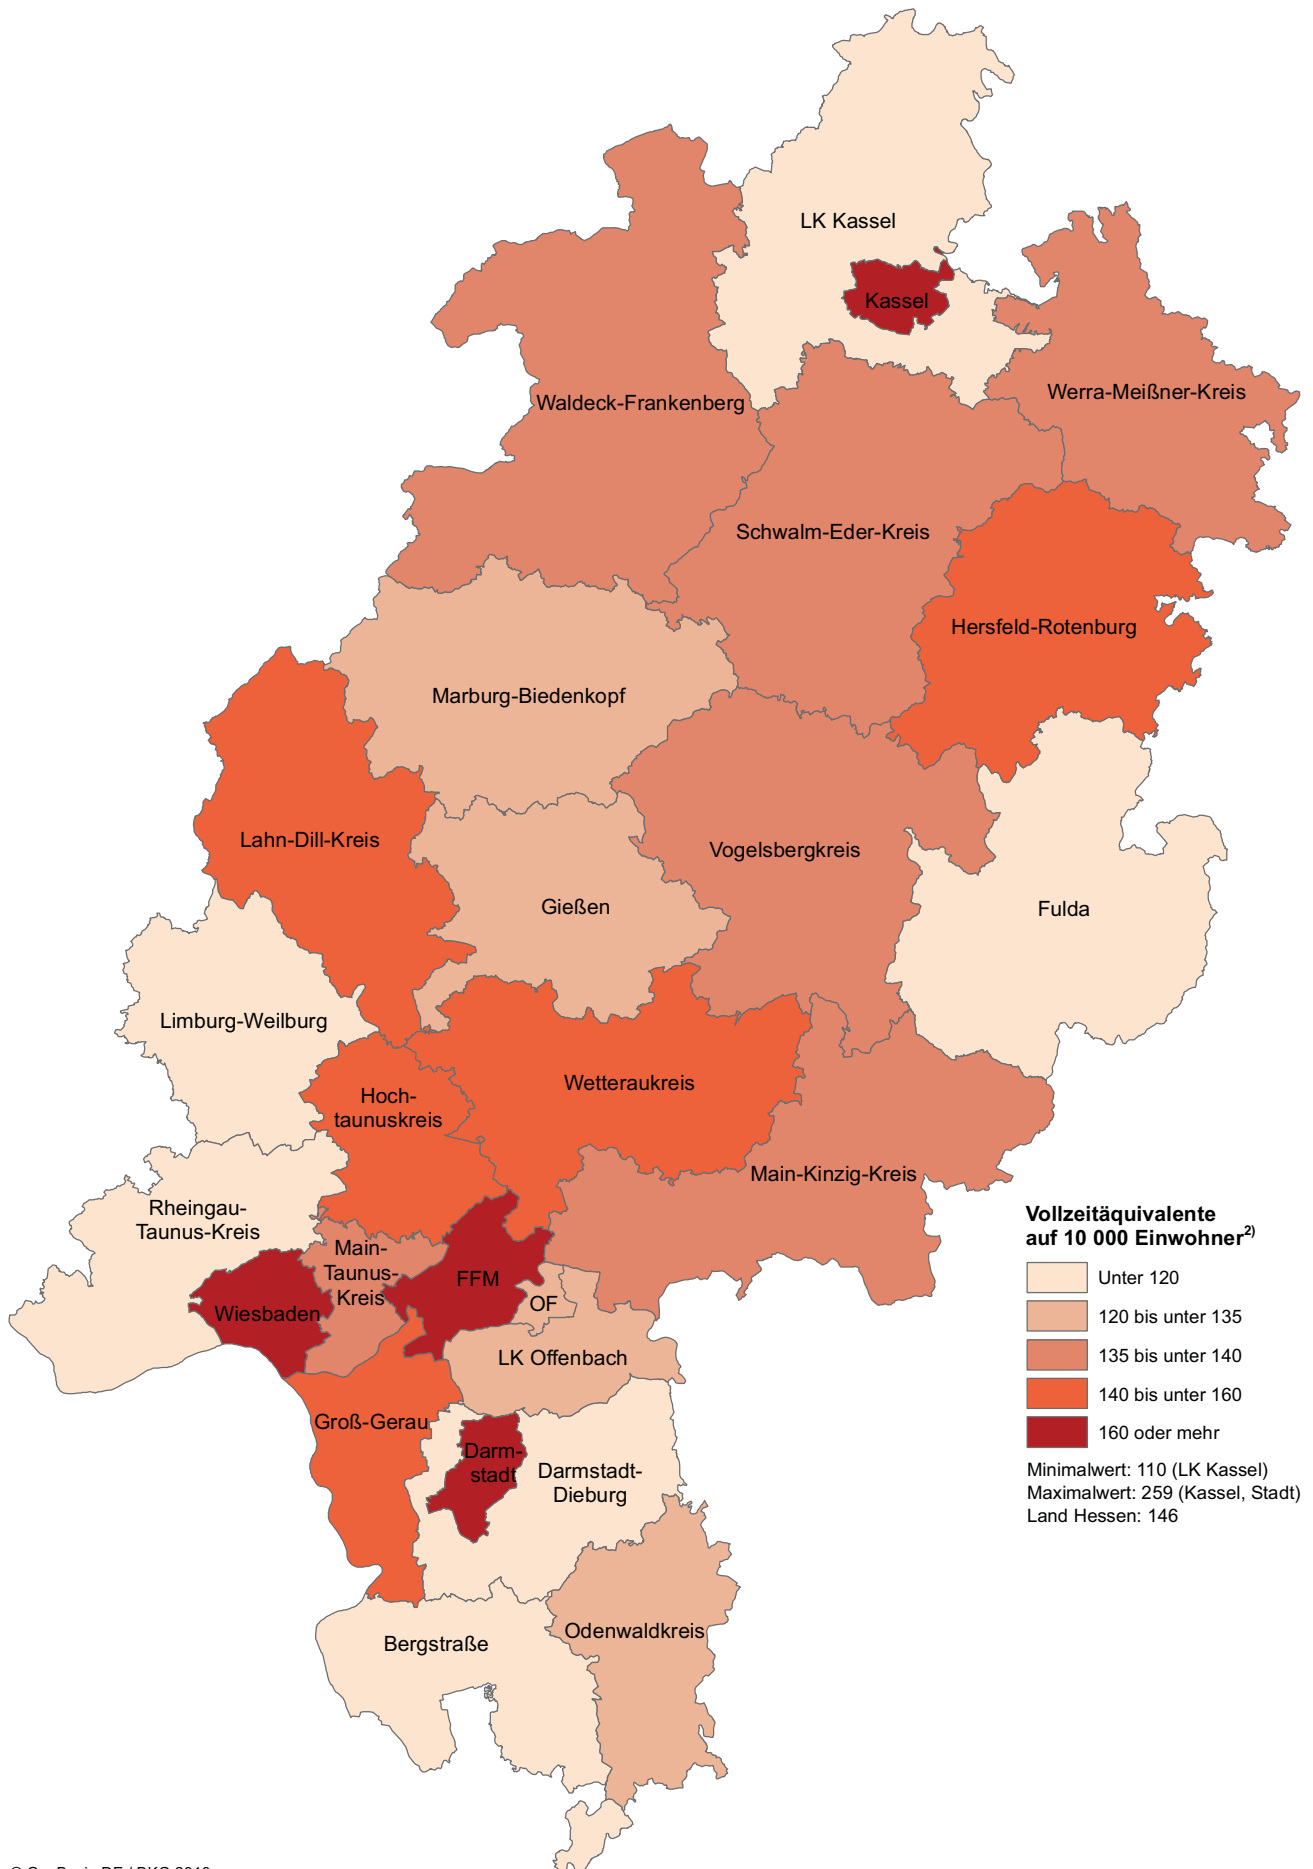 LK Kassel
Kassel
Werra-Meißner-Kreis
Waldeck-Frankenberg
Schwalm-Eder-Kreis
Hersfeld-Rotenburg
Marburg-Biedenkopf
Lahn-Dill-Kreis
Vogelsbergkreis
Gießen
Fulda
Limburg-Weilburg
Wetteraukreis
Hoch-
taunuskreis
Main-Kinzig-Kreis
Rheingau-
Taunus-Kreis
Main-
Taunus-
Kreis
FFM
OF
Wiesbaden
LK Offenbach
Groß-Gerau
Darm-
stadt
Darmstadt-
Dieburg
Odenwaldkreis
Bergstraße
Vollzeitäquivalente
auf 10 000 Einwohner2)
Unter 120
120 bis unter 135
135 bis unter 140
140 bis unter 160
160 oder mehr
Minimalwert: 110 (LK Kassel)
Maximalwert: 259 (Kassel, Stadt)
Land Hessen: 146